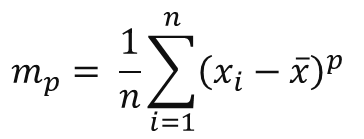 m_p = \frac{1}{n} \sum_{i=1}^{n} (x_i - \bar{x})^p